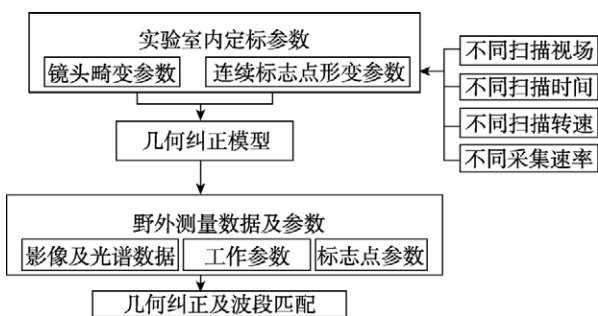 实验室内定标参数
镜头畸变参数
连续标志点形变参数
不同扫描视场
不同扫描时间
不同扫描转速
不同采集速率
几何纠正模型
野外测量数据及参数
影像及光谱数据
工作参数
标志点参数
几何纠正及波段匹配